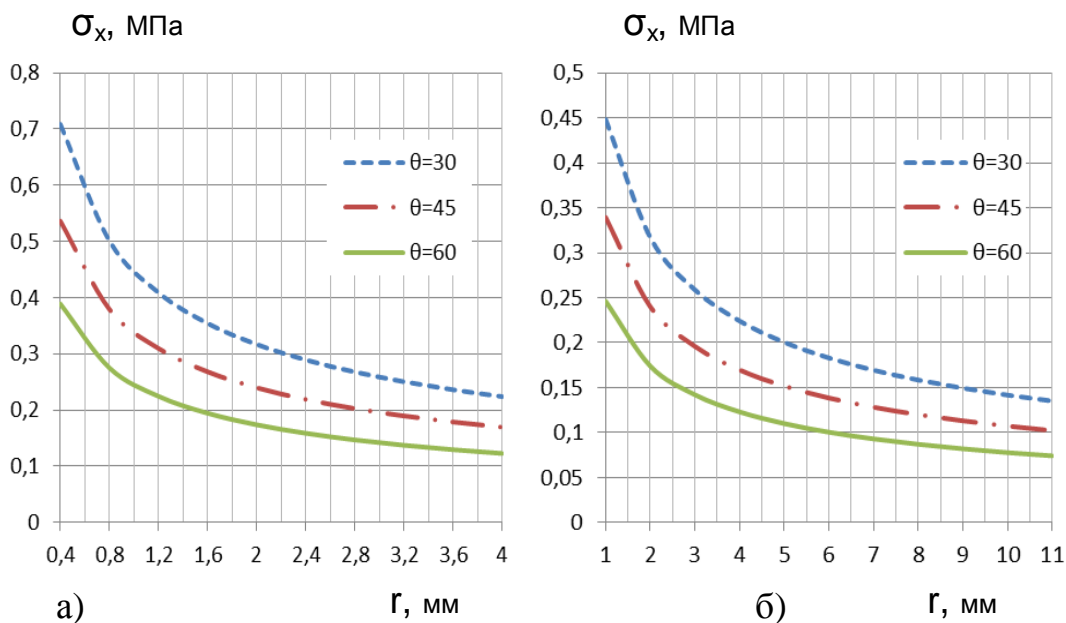 σx, МПа
0,8
0,7
0,6
0,5
0,4
0,3
0,2
0,1
0
0,4 0,8 1,2 1,6 2 2,4 2,8 3,2 3,6 4
θ=30
θ=45
θ=60
а)
r, мм
σx, МПа
0,5
0,45
0,4
0,35
0,3
0,25
0,2
0,15
0,1
0,05
0
1 2 3 4 5 6 7 8 9 10 11
θ=30
θ=45
θ=60
б)
r, мм